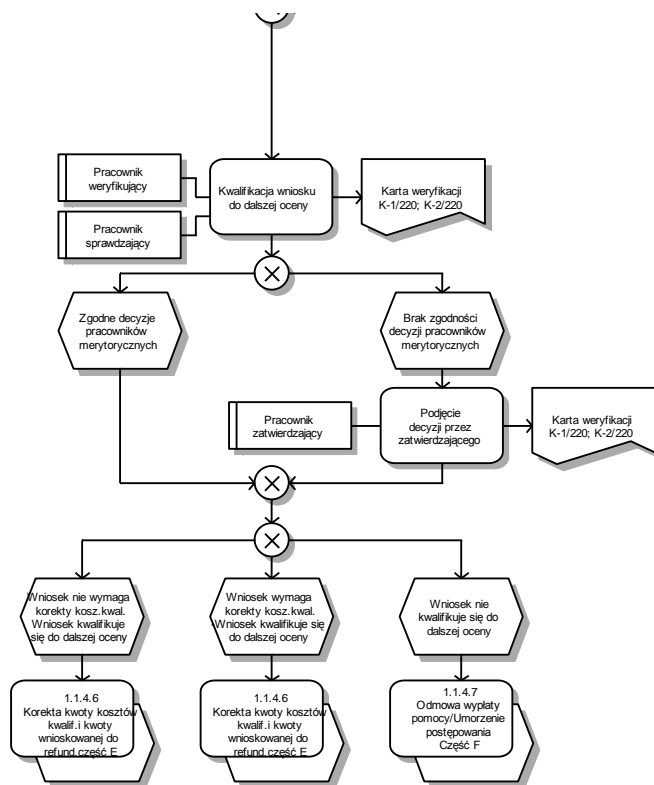 Pracownik
weryfikujący
Kwalifikacja wniosku
do dalszej oceny
Karta weryfikacji
K-1/220; K-2/220
Pracownik
sprawdzający
Zgodne decyzje
pracowników
merytorycznych
Brak zgodności
decyzji pracowników
merytorycznych
Pracownik
zatwierdzający
Podjęcie
decyzji przez
zatwierdzającego
Karta weryfikacji
K-1/220; K-2/220
Wniosek nie wymaga
korekty kosz.kwal.
Wniosek kwalifikuje
się do dalszej oceny
Wniosek wymaga
korekty kosz.kwal.
Wniosek kwalifikuje się
do dalszej oceny
Wniosek nie
kwalifikuje się do
dalszej oceny
1.1.4.6
Korekta kwoty kosztów
kwalif.i kwoty
wnioskowanej do
refund.część E
1.1.4.6
Korekta kwoty kosztów
kwalif.i kwoty
wnioskowanej do
refund.część E
1.1.4.7
Odmowa wypłaty
pomocy/Umorzenie
postępowania
Część F